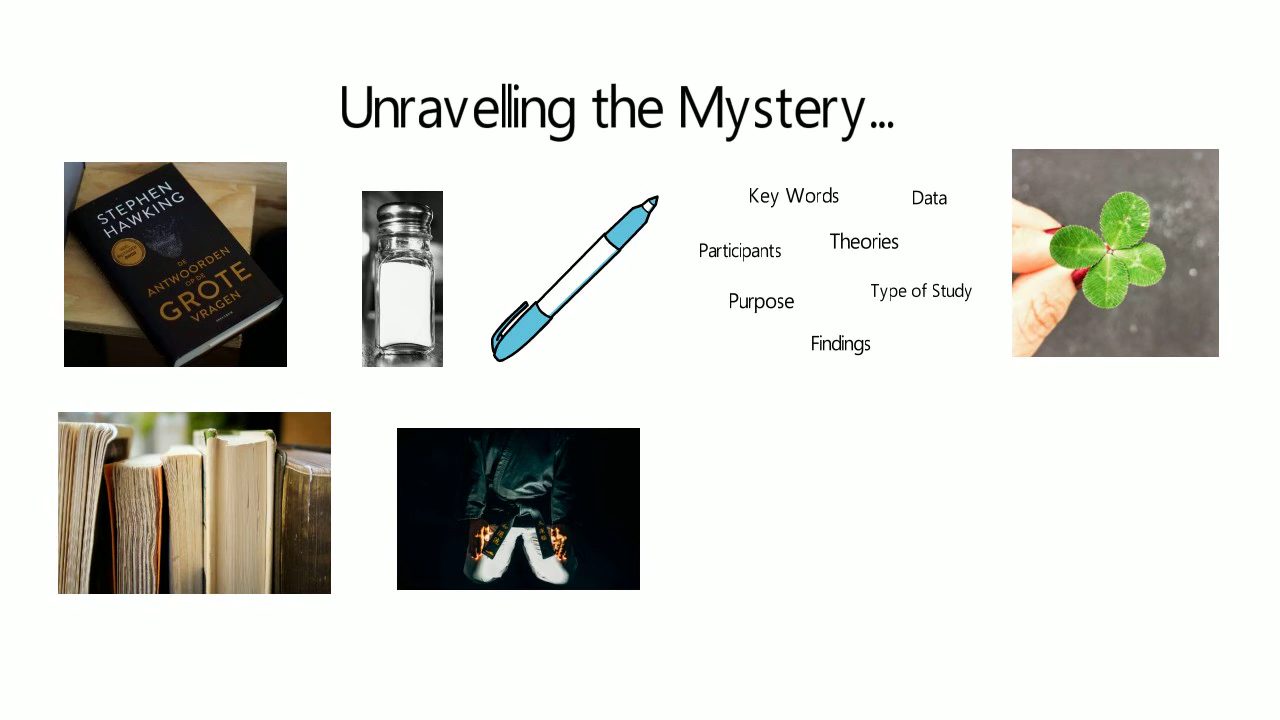 Unravelling the Mystery...
STEPHEN
HAWKING
DE
ANTWOORDEN
OP DE
GROTE
VRAGEN
Key Words
Data
Participants
Theories
Purpose
Type of Study
Findings